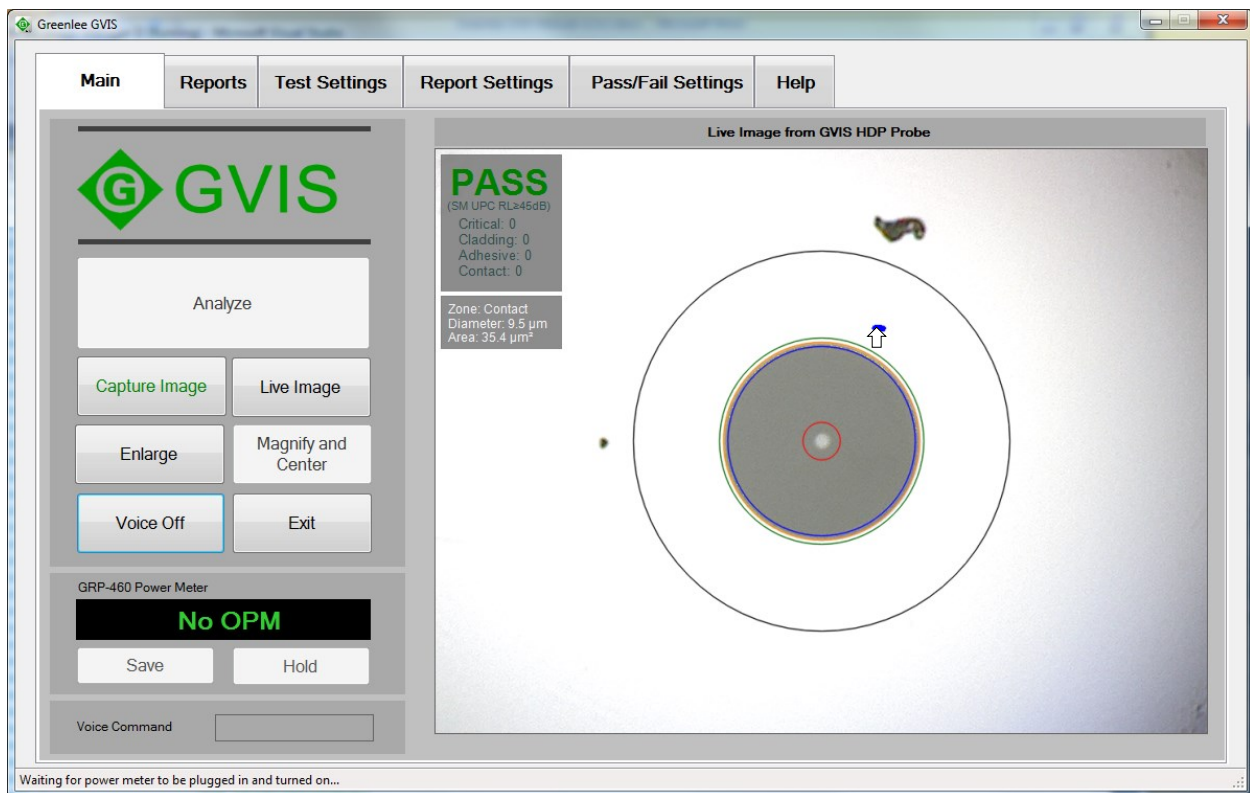 Greenlee GVIS
Main
Reports
Test Settings
Report Settings
Pass/Fail Settings
Help
G GVIS
Analyze
Capture Image
Live Image
Enlarge
Magnify and
Center
Voice Off
Exit
GRP-460 Power Meter
No OPM
Save
Hold
Voice Command
Live Image from GVIS HDP Probe
PASS
(SM UPC RL≥45dB)
Critical: 0
Cladding: 0
Adhesive: 0
Contact: 0
Zone: Contact
Diameter: 9.5 µm
Area: 35.4 µm²
Waiting for power meter to be plugged in and turned on...